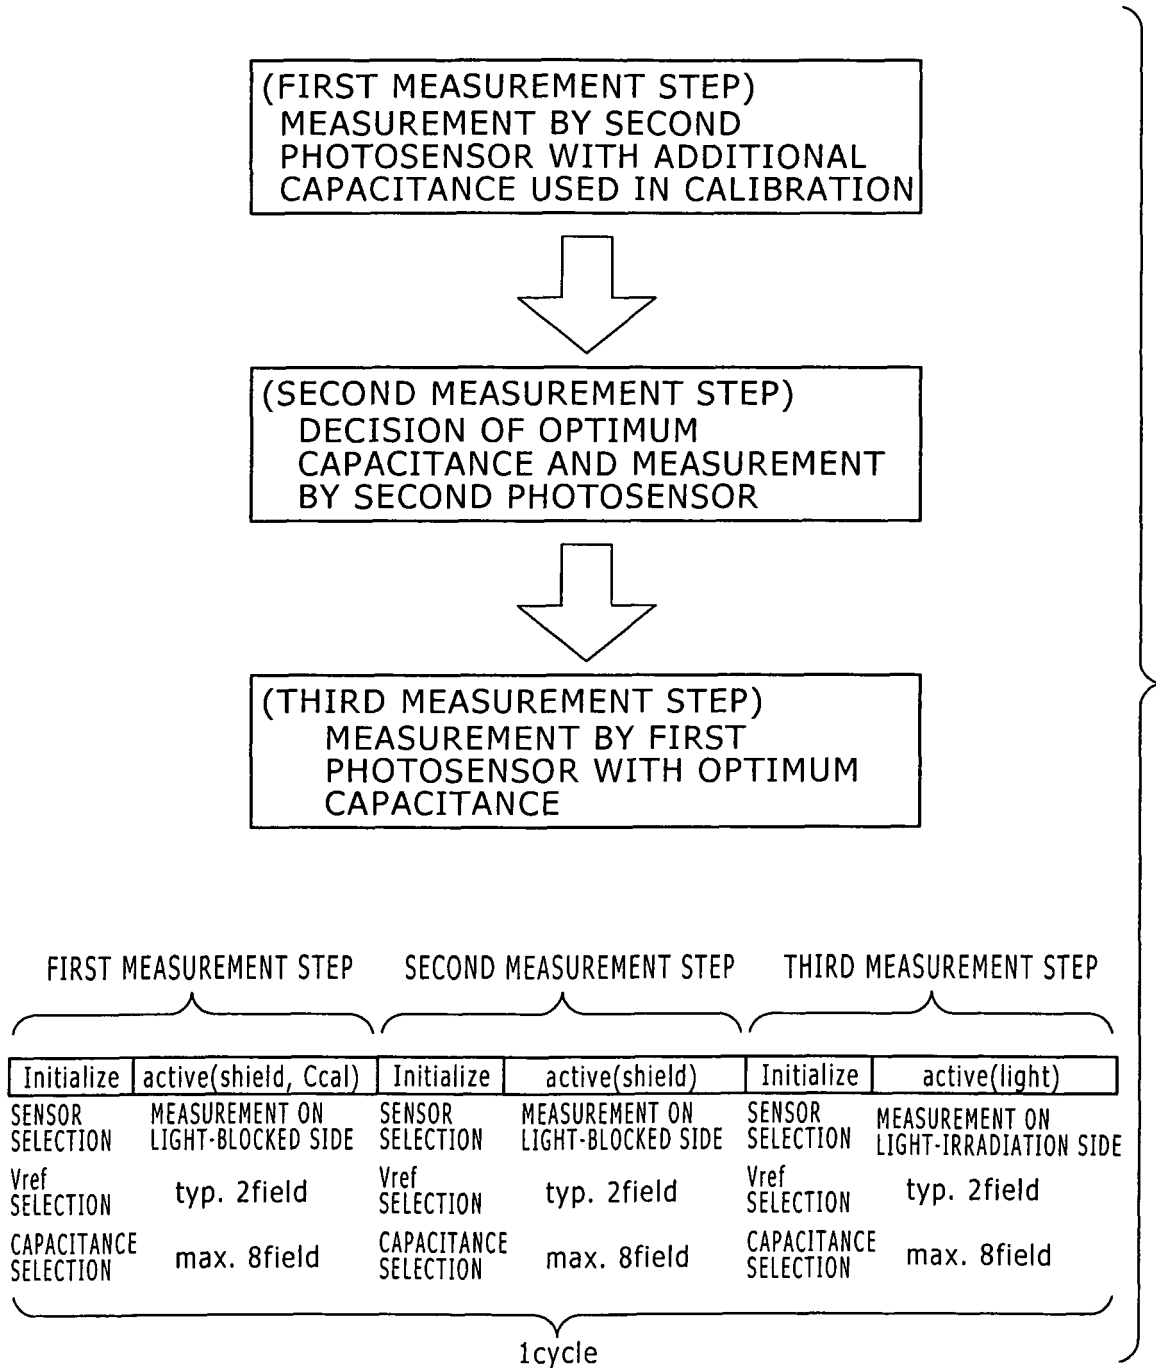 (FIRST MEASUREMENT STEP)
MEASUREMENT BY SECOND
PHOTOSENSOR WITH ADDITIONAL
CAPACITANCE USED IN CALIBRATION
(SECOND MEASUREMENT STEP)
DECISION OF OPTIMUM
CAPACITANCE AND MEASUREMENT
BY SECOND PHOTOSENSOR
(THIRD MEASUREMENT STEP)
MEASUREMENT BY FIRST
PHOTOSENSOR WITH OPTIMUM
CAPACITANCE
FIRST MEASUREMENT STEP SECOND MEASUREMENT STEP THIRD MEASUREMENT STEP
Initialize active(shield, Ccal) Initialize active(shield) Initialize active(light)
SENSOR MEASUREMENT ON SENSOR MEASUREMENT ON SENSOR MEASUREMENT ON
SELECTION LIGHT-BLOCKED SIDE SELECTION LIGHT-BLOCKED SIDE SELECTION LIGHT-IRRADIATION SIDE
Vref typ. 2field Vref typ. 2field Vref typ. 2field
SELECTION SELECTION SELECTION
CAPACITANCE max. 8field CAPACITANCE max. 8field CAPACITANCE max. 8field
SELECTION SELECTION SELECTION
1cycle